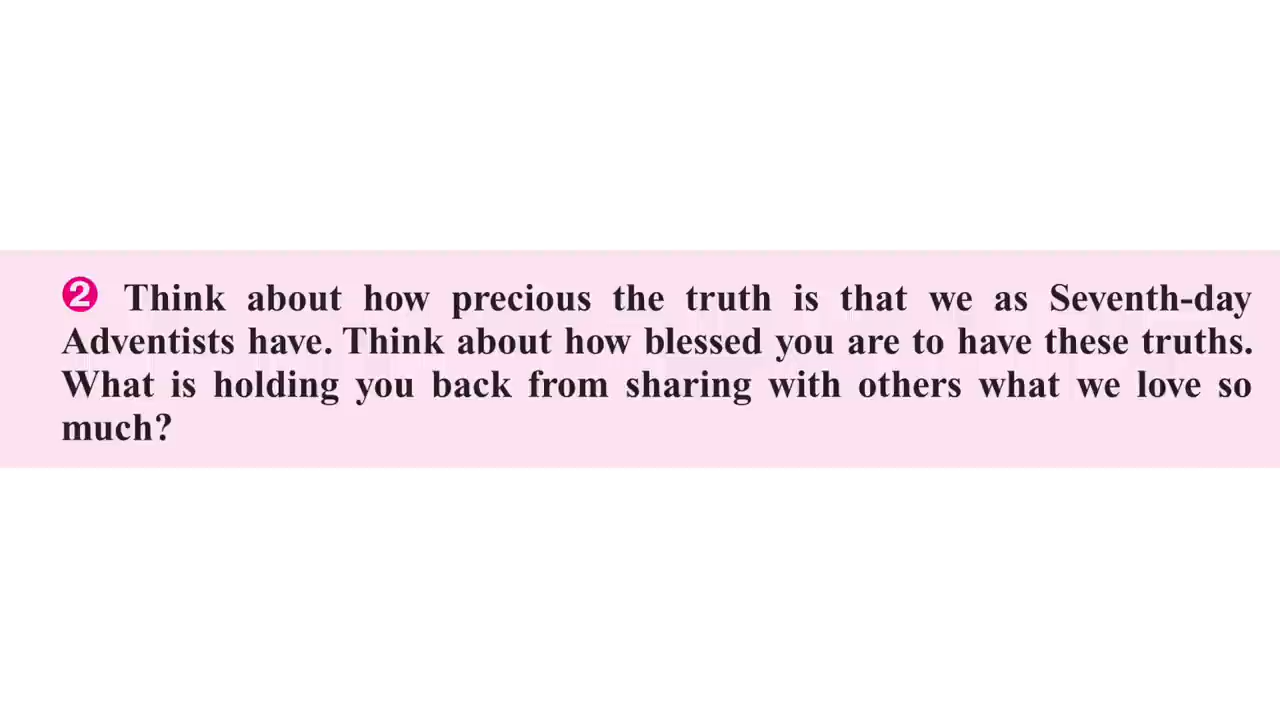 ❷ Think about how precious the truth is that we as Seventh-day
Adventists have. Think about how blessed you are to have these truths.
What is holding you back from sharing with others what we love so
much?